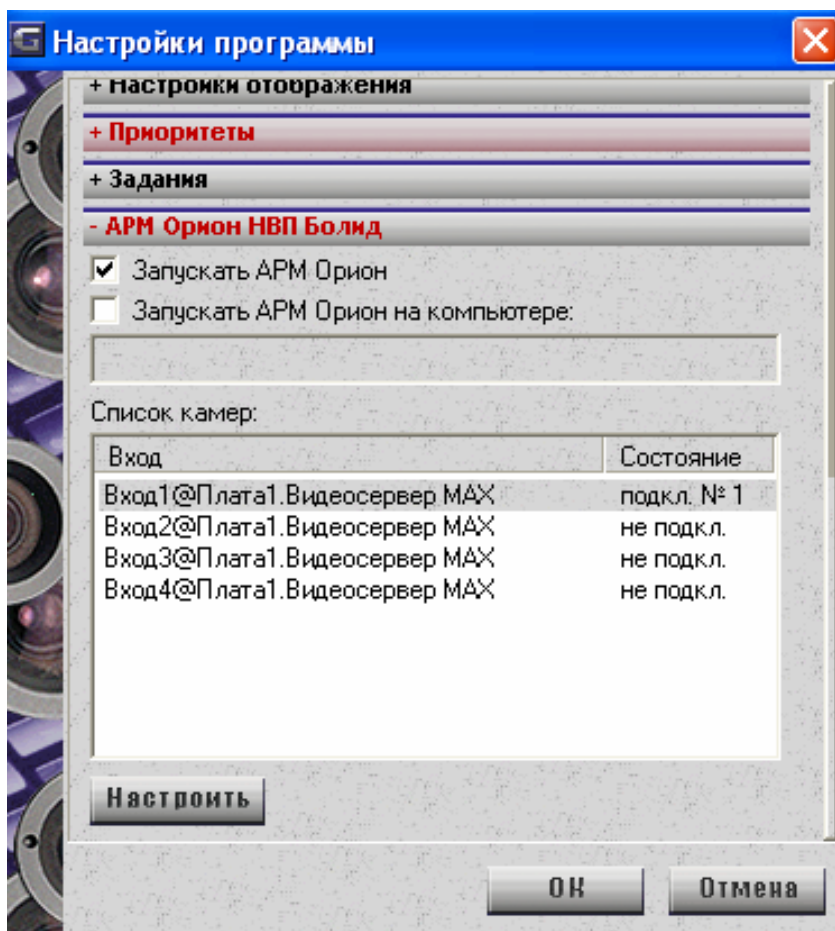 G Настройки программы
+ Настройки отображения
+ Приоритеты
+ Задания
- АРМ Орион НВП Болид
Запускать АРМ Орион
Запускать АРМ Орион на компьютере:
Список камер:
Вход Состояние
Вход1@Плата1.Видеосервер MAX подкл. № 1
Вход2@Плата1.Видеосервер MAX не подкл.
Вход3@Плата1.Видеосервер MAX не подкл.
Вход4@Плата1.Видеосервер MAX не подкл.
Настроить
ОК Отмена